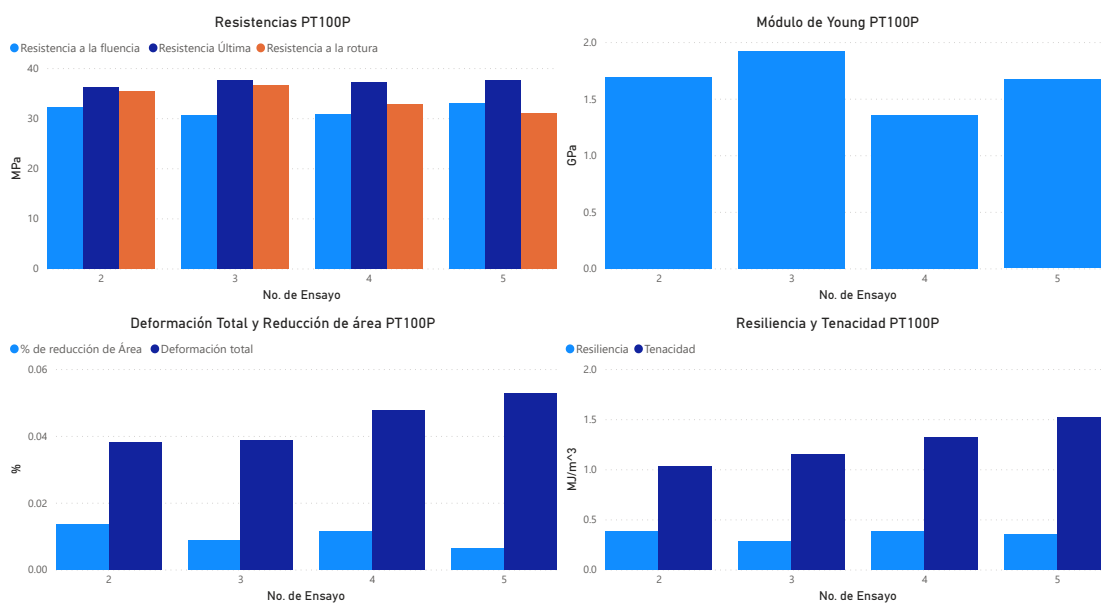 Resistencias PT100P
Resistencia a la fluencia Resistencia Última Resistencia a la rotura
40
30
20
10
0
MPa
2 3 4 5
No. de Ensayo
Módulo de Young PT100P
2.0
1.5
1.0
0.5
0.0
GPa
2 3 4 5
No. de Ensayo
Deformación Total y Reducción de área PT100P
% de reducción de Área Deformación total
0.06
0.04
0.02
0.00
%
2 3 4 5
No. de Ensayo
Resiliencia y Tenacidad PT100P
Resiliencia Tenacidad
2.0
1.5
1.0
0.5
0.0
MJ/m^3
2 3 4 5
No. de Ensayo